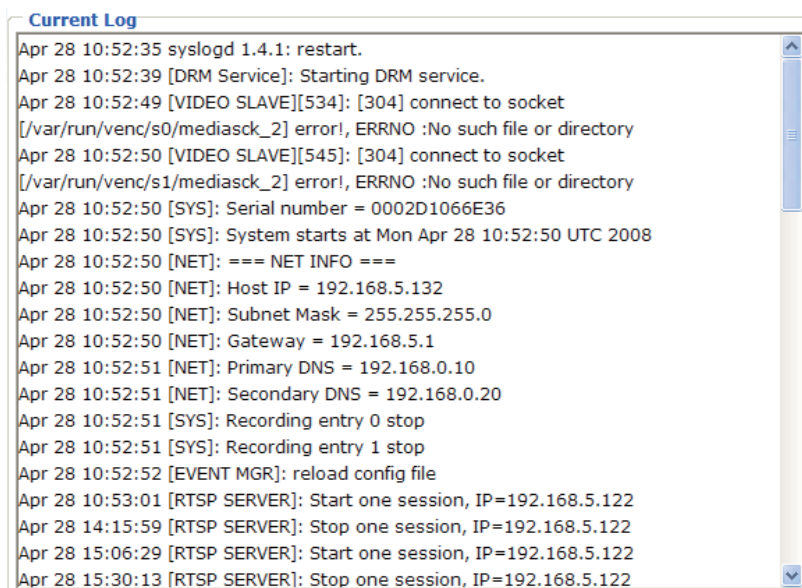 Current Log
Apr 28 10:52:35 syslogd 1.4.1: restart.
Apr 28 10:52:39 [DRM Service]: Starting DRM service.
Apr 28 10:52:49 [VIDEO SLAVE][534]: [304] connect to socket
[/var/run/venc/s0/mediasck_2] error!, ERRNO :No such file or directory
Apr 28 10:52:50 [VIDEO SLAVE][545]: [304] connect to socket
[/var/run/venc/s1/mediasck_2] error!, ERRNO :No such file or directory
Apr 28 10:52:50 [SYS]: Serial number = 0002D1066E36
Apr 28 10:52:50 [SYS]: System starts at Mon Apr 28 10:52:50 UTC 2008
Apr 28 10:52:50 [NET]: === NET INFO ===
Apr 28 10:52:50 [NET]: Host IP = 192.168.5.132
Apr 28 10:52:50 [NET]: Subnet Mask = 255.255.255.0
Apr 28 10:52:50 [NET]: Gateway = 192.168.5.1
Apr 28 10:52:51 [NET]: Primary DNS = 192.168.0.10
Apr 28 10:52:51 [NET]: Secondary DNS = 192.168.0.20
Apr 28 10:52:51 [SYS]: Recording entry 0 stop
Apr 28 10:52:51 [SYS]: Recording entry 1 stop
Apr 28 10:52:52 [EVENT MGR]: reload config file
Apr 28 10:53:01 [RTSP SERVER]: Start one session, IP=192.168.5.122
Apr 28 14:15:59 [RTSP SERVER]: Stop one session, IP=192.168.5.122
Apr 28 15:06:29 [RTSP SERVER]: Start one session, IP=192.168.5.122
Apr 28 15:30:13 [RTSP SERVER]: Stop one session, IP=192.168.5.122